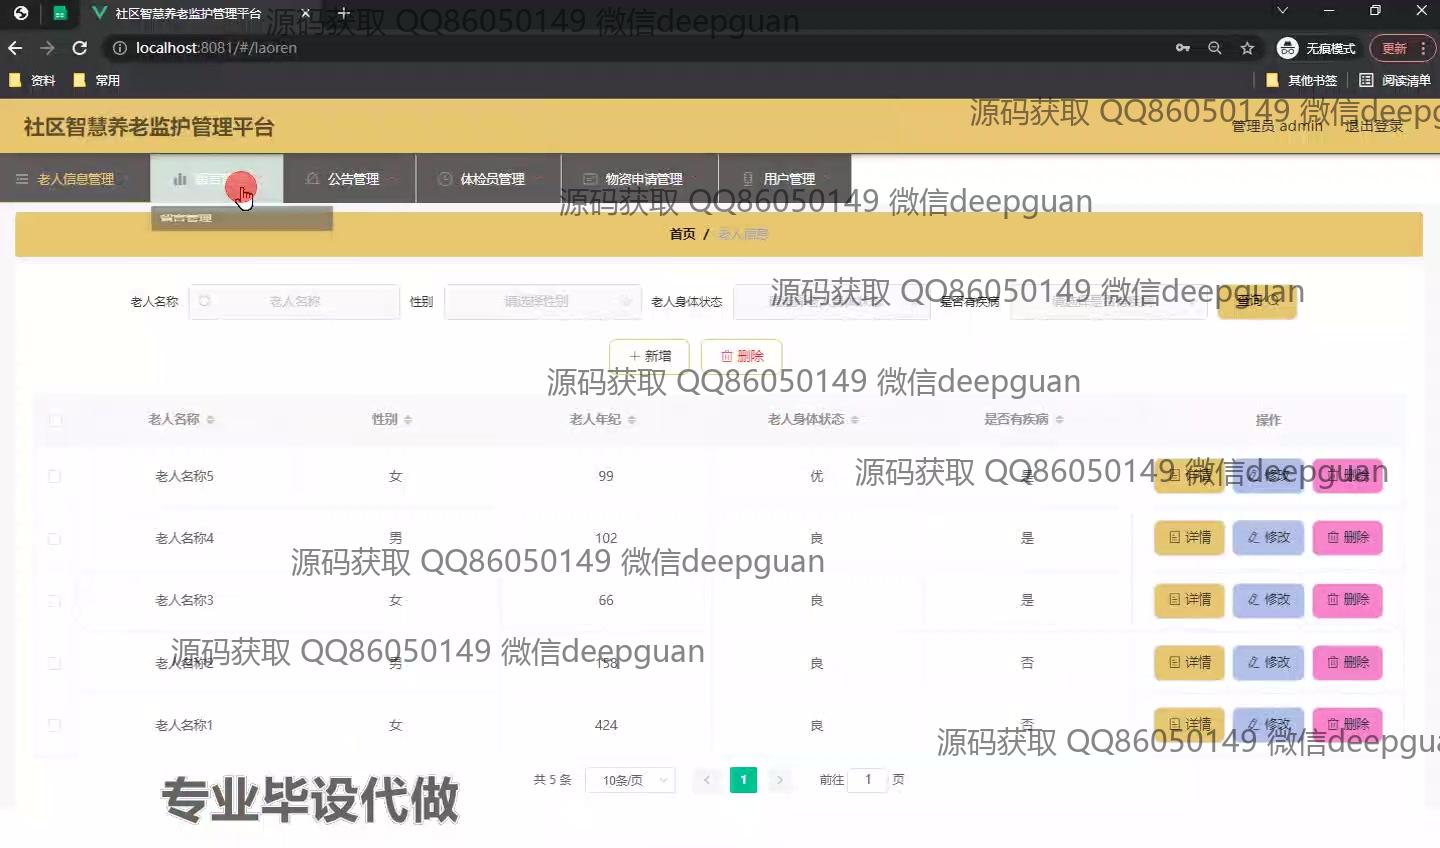 社区智慧养老监护管理平台
源码获取 QQ86050149 微信deepguan
localhost:8081/#/laoren
无痕模式
更新
资料
常用
其他书签
阅读清单
社区智慧养老监护管理平台
源码获取 QQ86050149 微信deepg
管理员 admin
退出登录
老人信息管理
公告管理
体检员管理
物资申请管理
用户管理
留言管理
源码获取 QQ86050149 微信deepguan
首页 / 老人信息
源码获取 QQ86050149 微信deepguan
老人名称 老人名称 性别 请选择性别 老人身体状态 是否有疾病 查询
新增 删除
源码获取 QQ86050149 微信deepguan
老人名称 性别 老人年纪 老人身体状态 是否有疾病 操作
源码获取 QQ86050149 微信deepguan
老人名称5 女 99 优 是 详情 修改 删除
老人名称4 男 102 良 是 详情 修改 删除
源码获取 QQ86050149 微信deepguan
老人名称3 女 66 良 是 详情 修改 删除
源码获取 QQ86050149 微信deepguan
老人名称2 男 158 良 否 详情 修改 删除
老人名称1 女 424 良 否 详情 修改 删除
源码获取 QQ86050149 微信deepgua
共 5 条 10条/页 1 前往 1 页
专业毕设代做